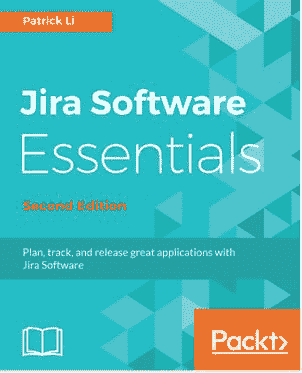 Patrick Li
Jira Software
Essentials
Second Edition
Plan, track, and release great applications with
Jira Software
Packt>